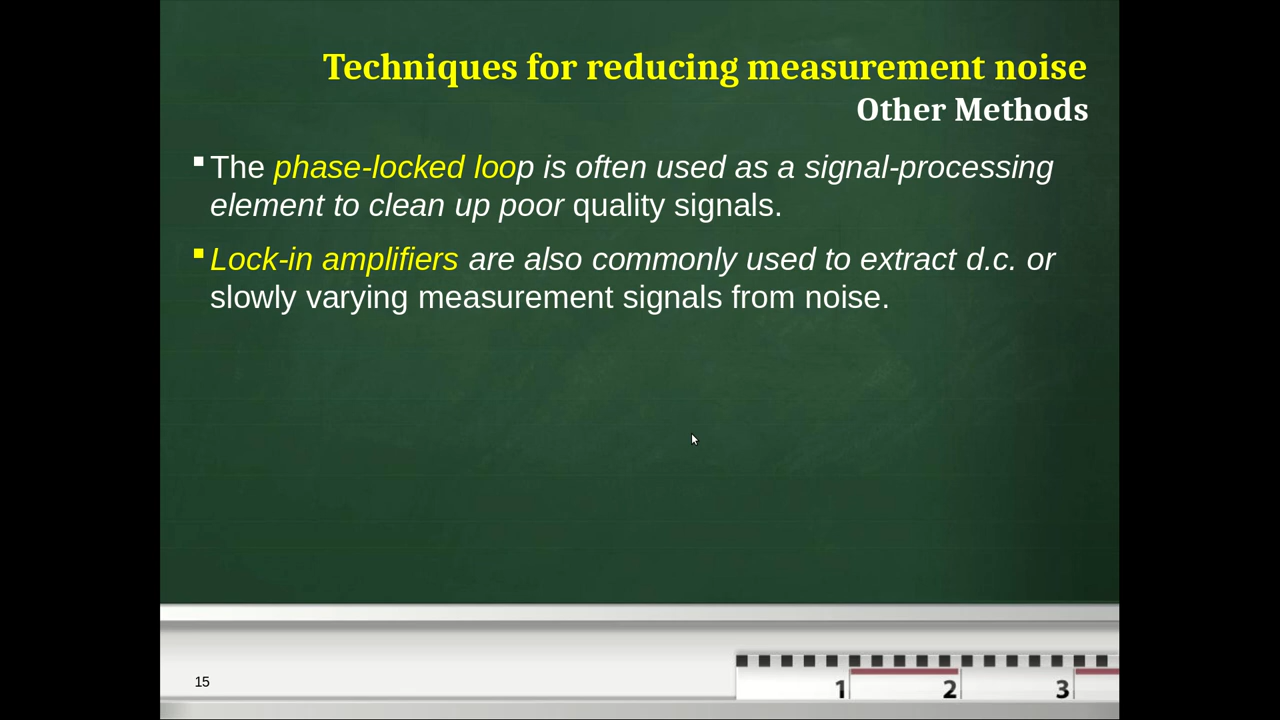 Techniques for reducing measurement noise
Other Methods
The phase-locked loop is often used as a signal-processing
element to clean up poor quality signals.
Lock-in amplifiers are also commonly used to extract d.c. or
slowly varying measurement signals from noise.
15
1 2 3